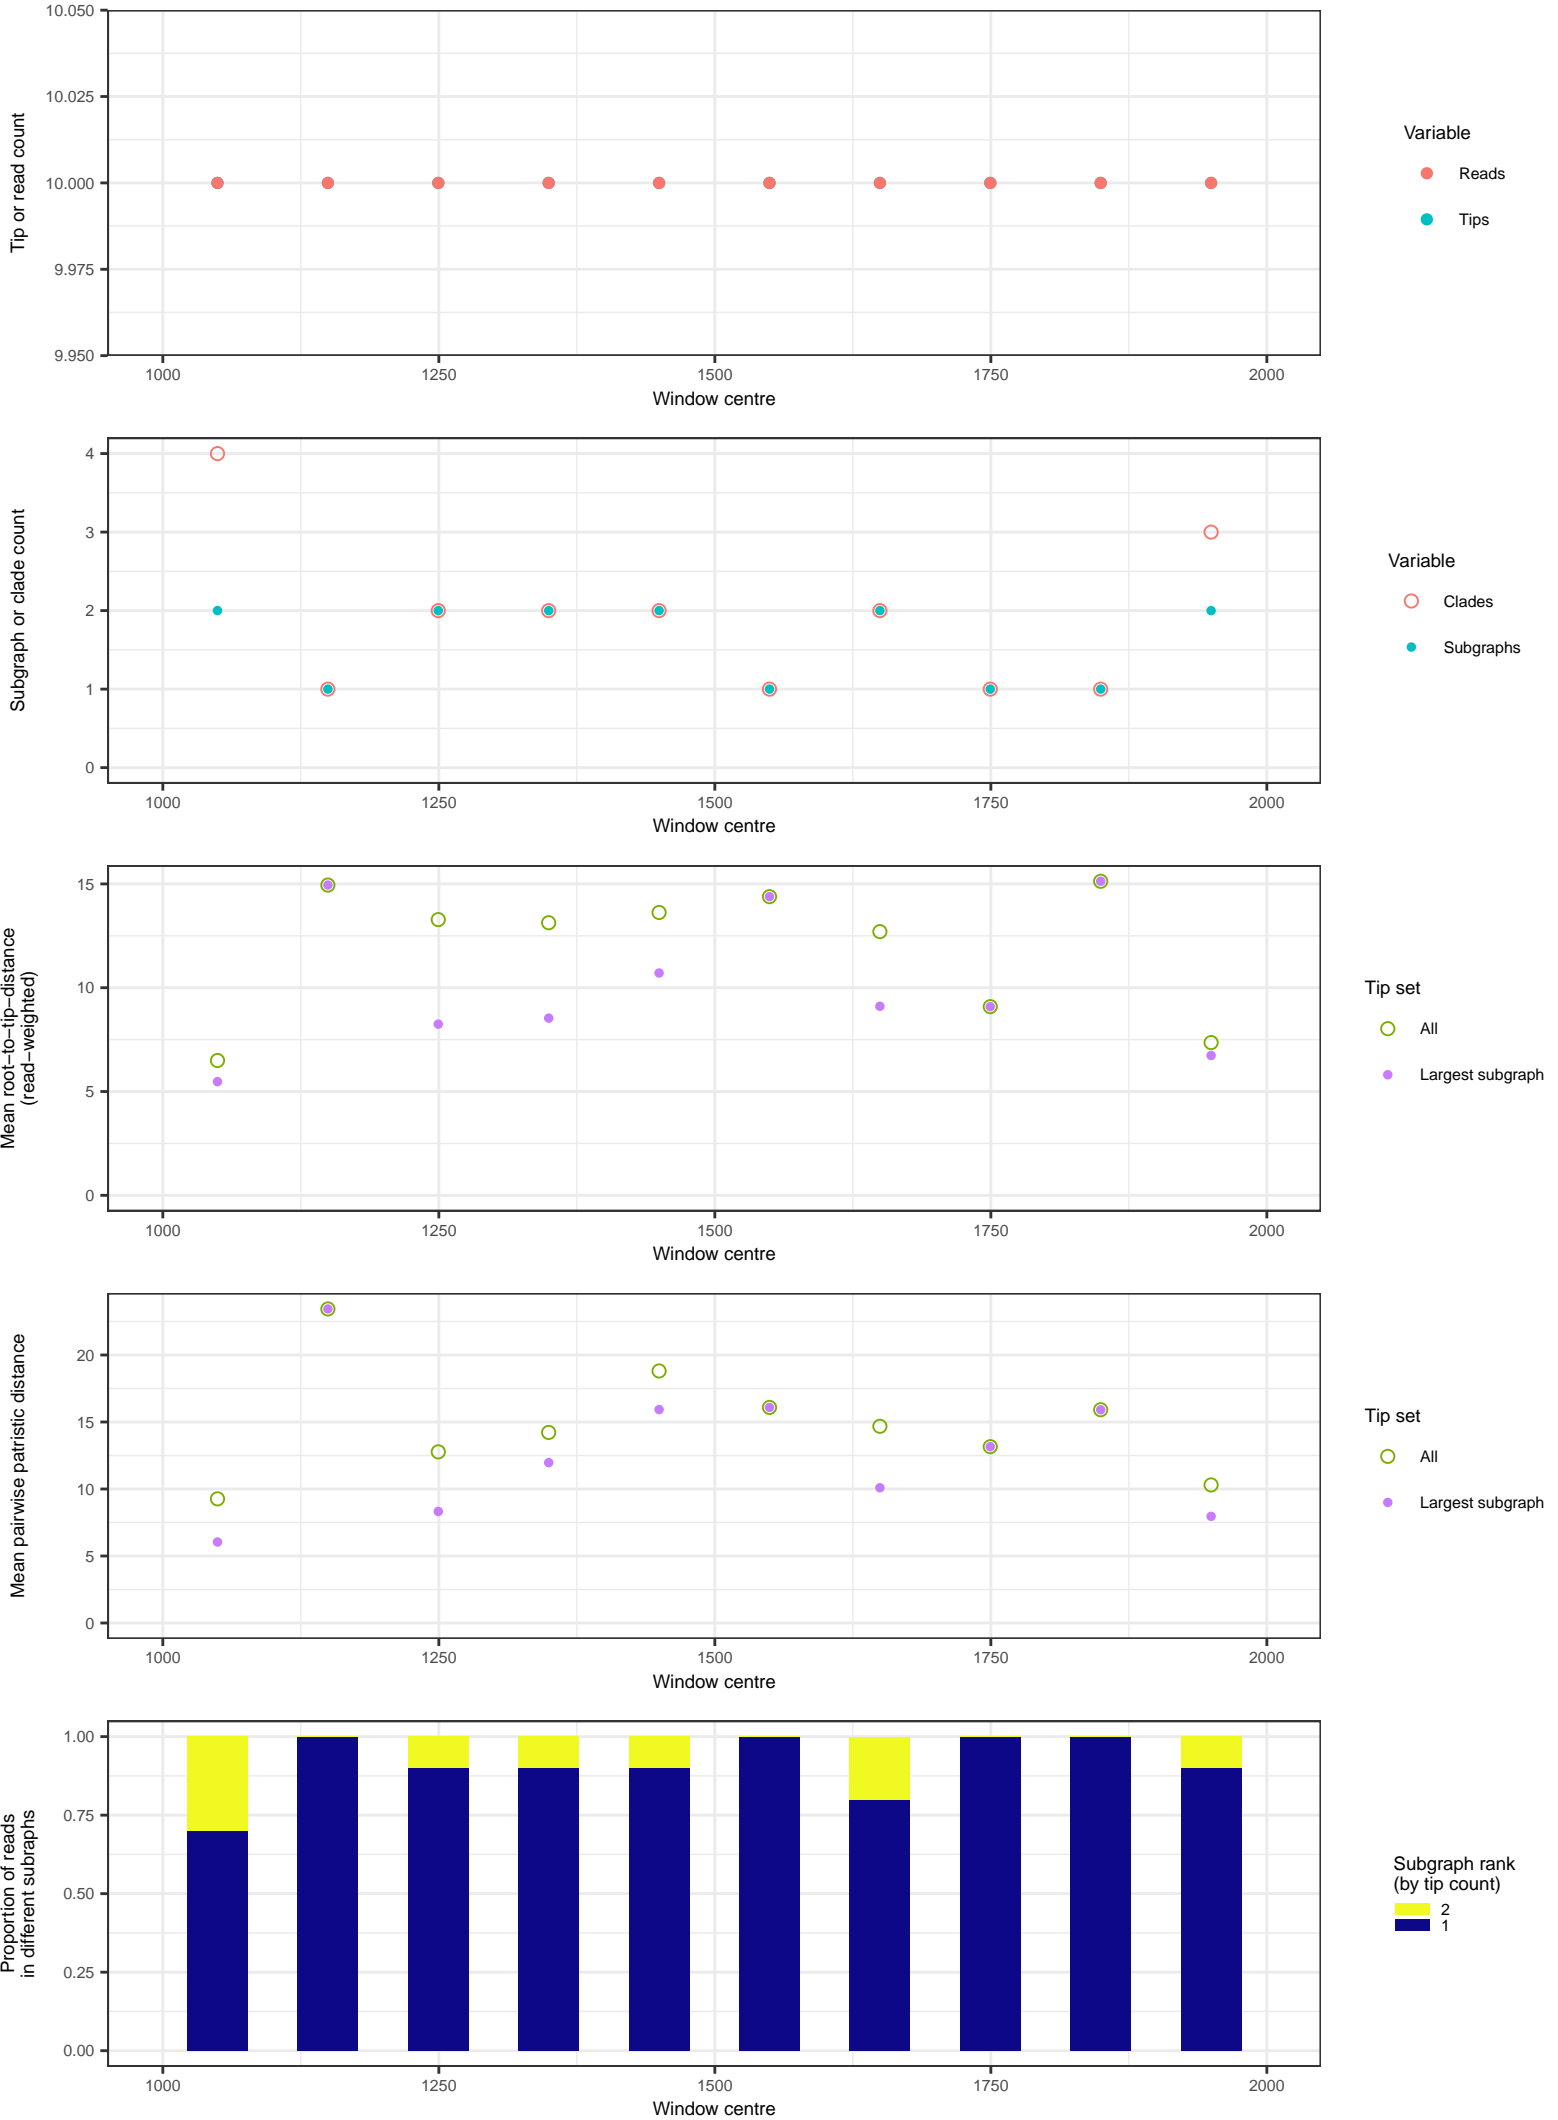 10.050
10.025
10.000
9.975
9.950
Tip or read count
1000 1250 1500 1750 2000
Window centre
Variable
Reads
Tips
4
3
2
1
0
Subgraph or clade count
1000 1250 1500 1750 2000
Window centre
Variable
Clades
Subgraphs
15
10
5
0
Mean root−to−tip−distance
(read−weighted)
1000 1250 1500 1750 2000
Window centre
Tip set
All
Largest subgraph
20
15
10
5
0
Mean pairwise patristic distance
1000 1250 1500 1750 2000
Window centre
Tip set
All
Largest subgraph
1.00
0.75
0.50
0.25
0.00
Proportion of reads
in different subraphs
1000 1250 1500 1750 2000
Window centre
Subgraph rank
(by tip count)
2
1